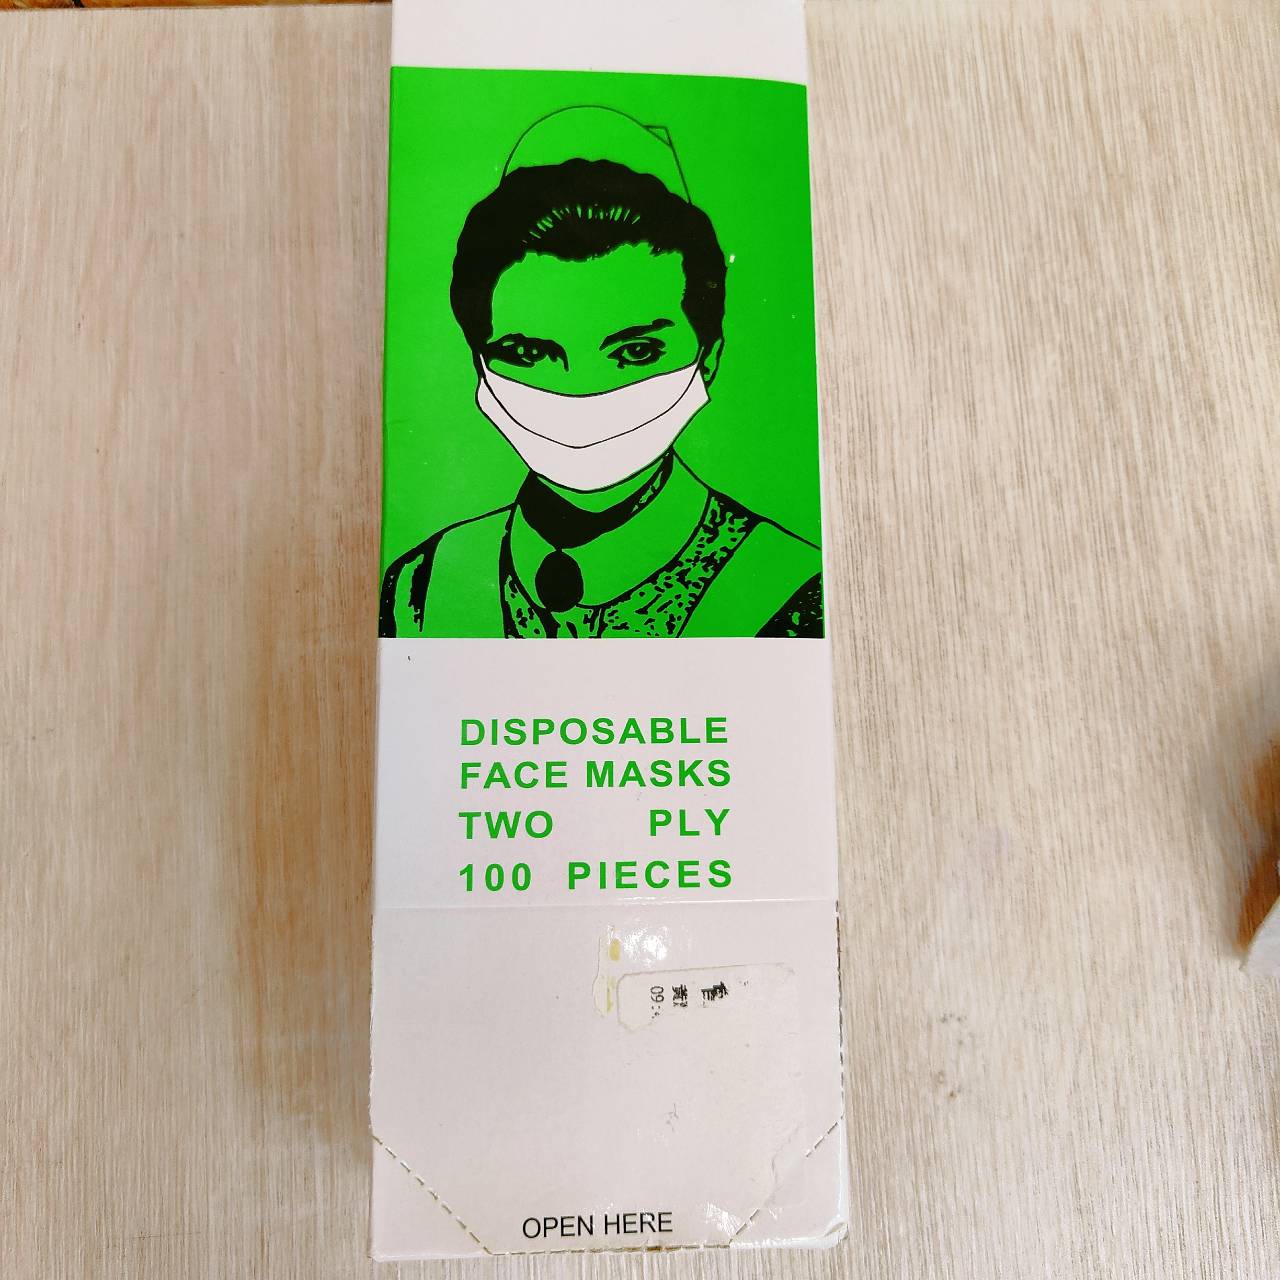 DISPOSABLE
FACE MASKS
TWO PLY
100 PIECES
OPEN HERE